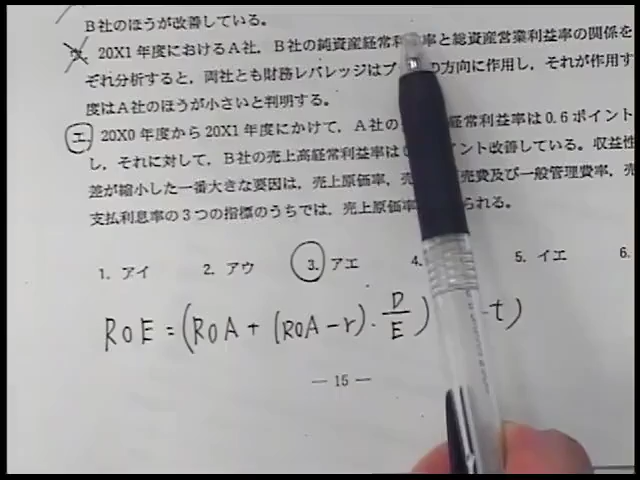 B社のほうが改善している。
ウ. 20X1年度におけるA社，B社の純資産経常利 率と総資産営業利益率の関係を
ぞれ分析すると，両社とも財務レバレッジはプ の方向に作用し，それが作用す
度はA社のほうが小さいと判明する。
エ. 20X0年度から20X1年度にかけて，A社の 経常利益率は0.6ポイント
し，それに対して，B社の売上高経常利益率は イント改善している。収益性
差が縮小した一番大きな要因は，売上原価率，売 売費及び一般管理費率，売
支払利息率の3つの指標のうちでは，売上原価率 られる。
1. アイ 2. アウ 3. アエ 4. 5. イエ 6.
ROE = (ROA + (ROA − r) · D/E) − t)
— 15 —